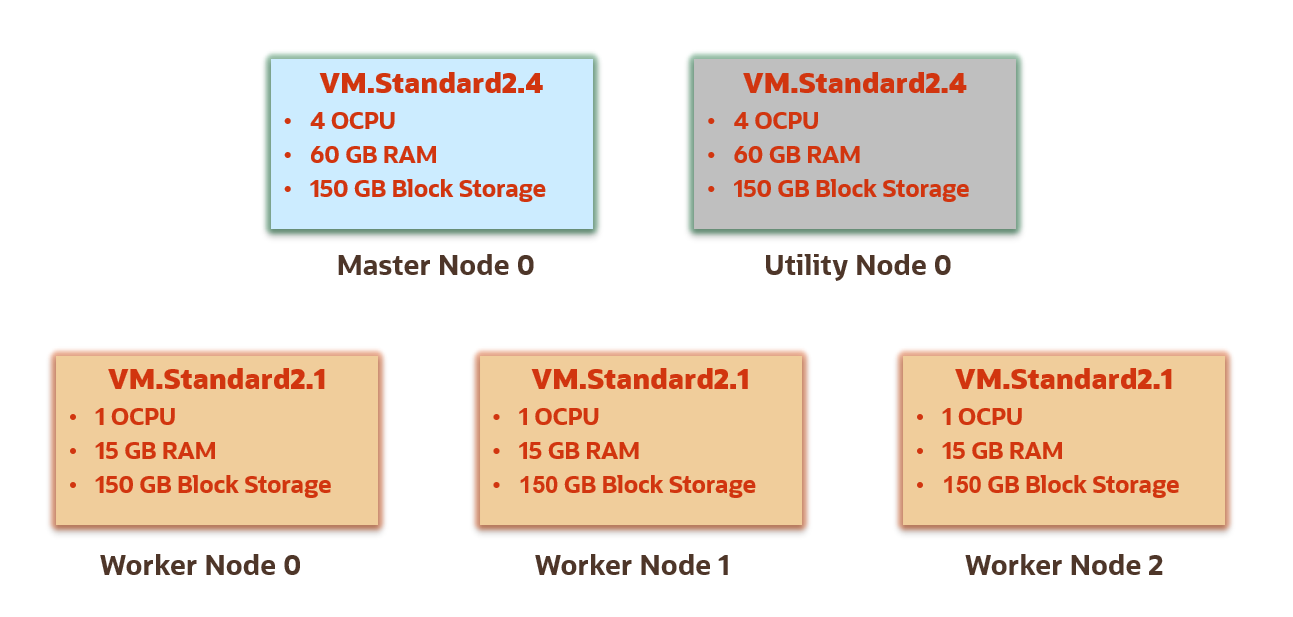 VM.Standard2.4
• 4 OCPU
• 60 GB RAM
• 150 GB Block Storage
Master Node 0
VM.Standard2.4
• 4 OCPU
• 60 GB RAM
• 150 GB Block Storage
Utility Node 0
VM.Standard2.1
• 1 OCPU
• 15 GB RAM
• 150 GB Block Storage
Worker Node 0
VM.Standard2.1
• 1 OCPU
• 15 GB RAM
• 150 GB Block Storage
Worker Node 1
VM.Standard2.1
• 1 OCPU
• 15 GB RAM
• 150 GB Block Storage
Worker Node 2